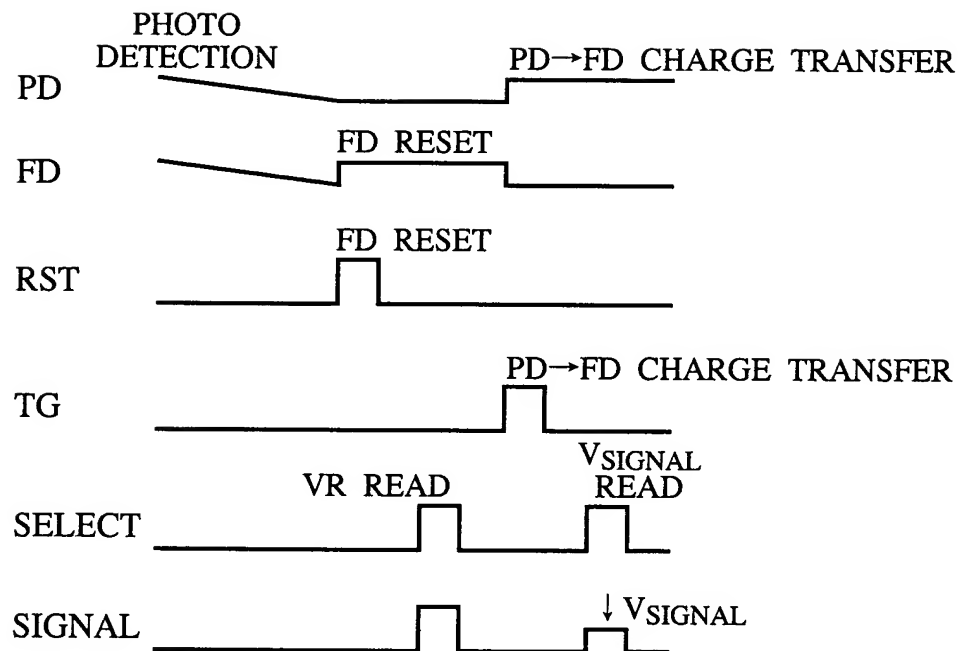 PHOTO
DETECTION
PD→FD CHARGE TRANSFER
PD
FD RESET
FD
FD RESET
RST
PD→FD CHARGE TRANSFER
TG
VSIGNAL
VR READ
READ
SELECT
↓ VSIGNAL
SIGNAL